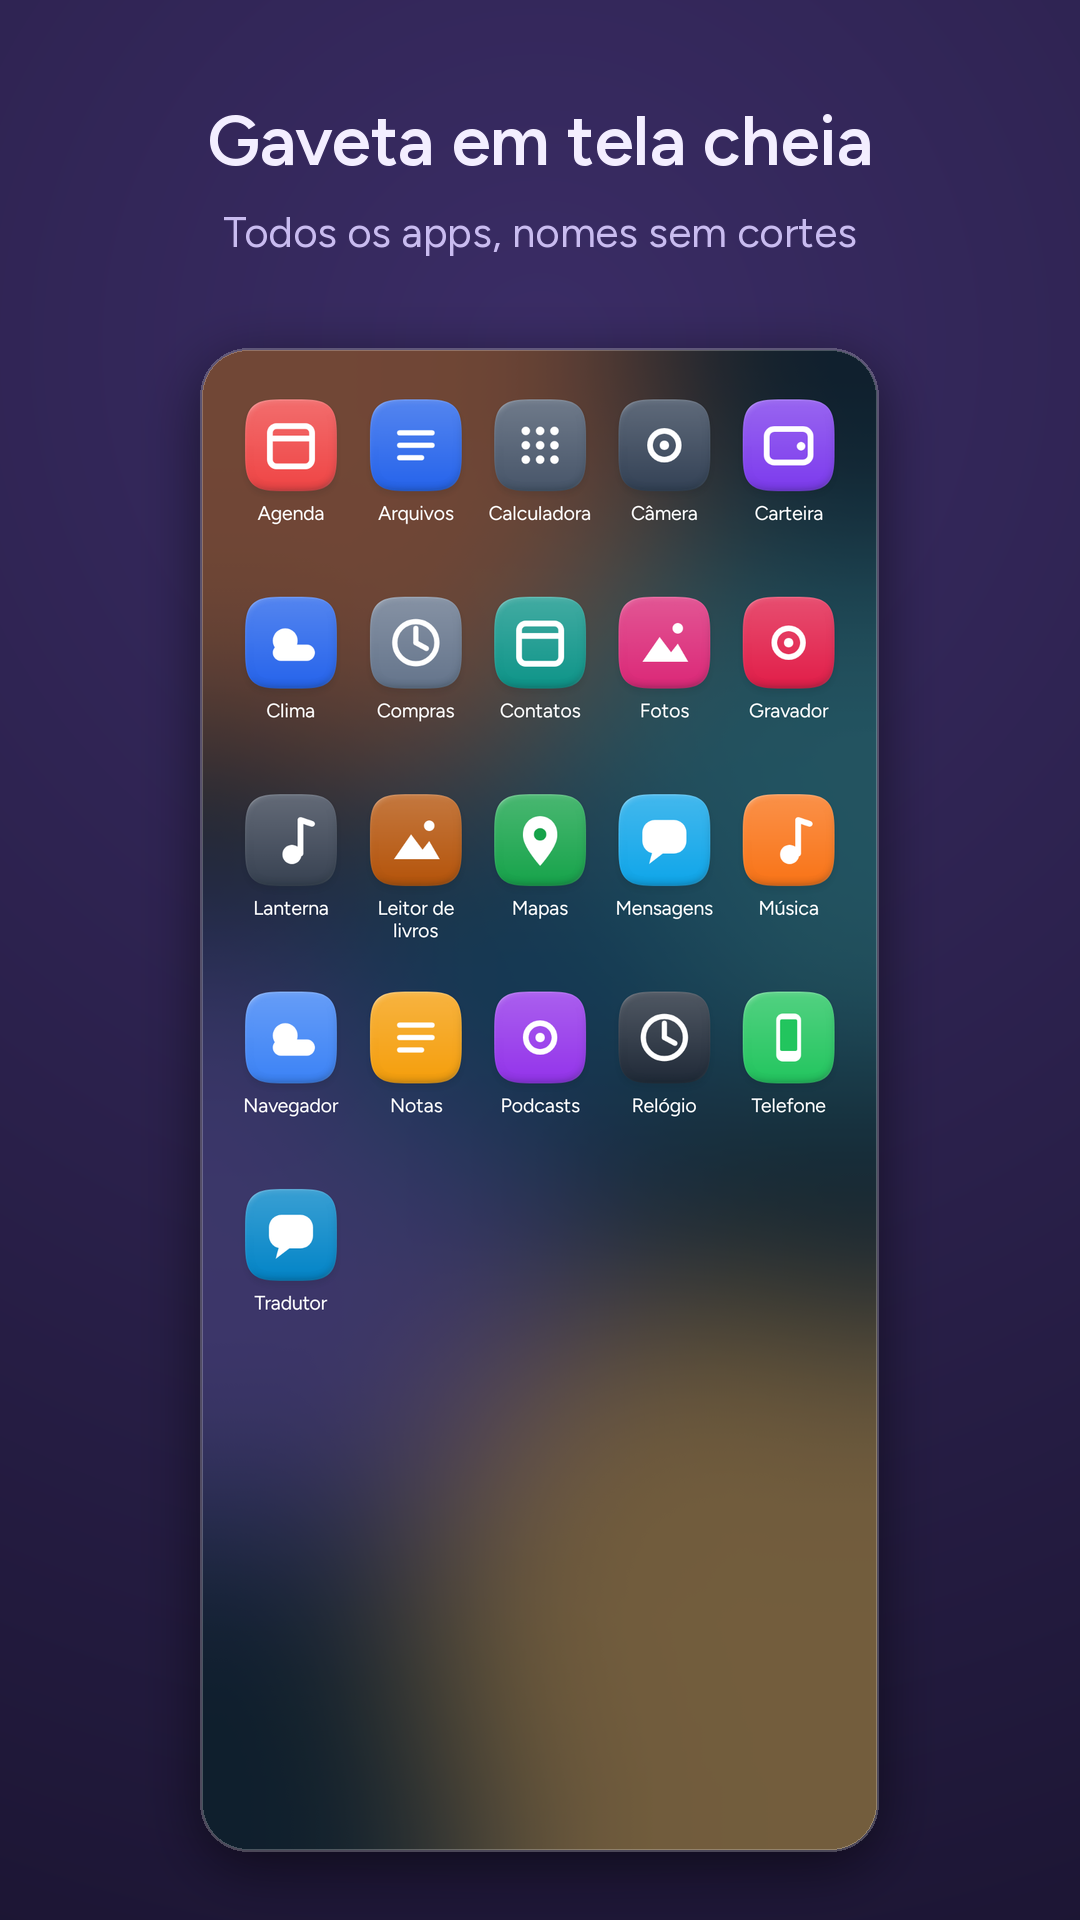 Gaveta em tela cheia
Todos os apps, nomes sem cortes
Agenda Arquivos Calculadora Câmera Carteira
Clima Compras Contatos Fotos Gravador
Lanterna Leitor de Mapas Mensagens Música
livros
Navegador Notas Podcasts Relógio Telefone
Tradutor